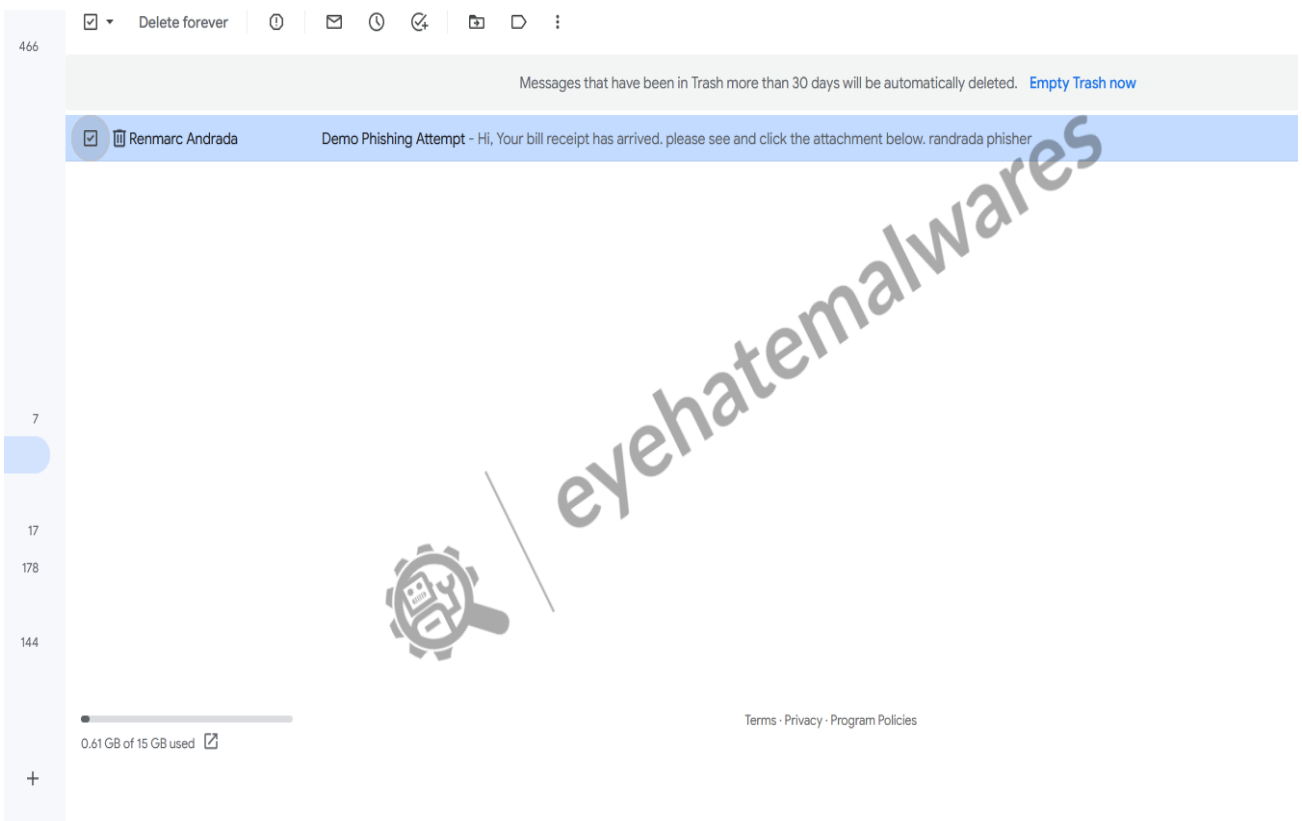 Delete forever
466
Messages that have been in Trash more than 30 days will be automatically deleted. Empty Trash now
Renmarc Andrada Demo Phishing Attempt - Hi, Your bill receipt has arrived. please see and click the attachment below. randrada phisher
eyehatemalwares
7
17
178
144
Terms · Privacy · Program Policies
0.61 GB of 15 GB used